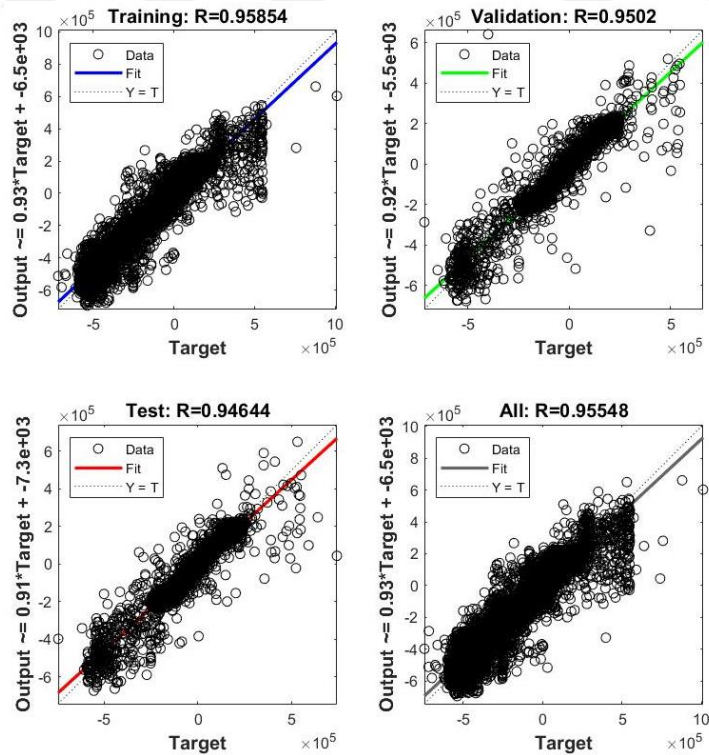 Training: R=0.95854
×10^5
Output ~= 0.93*Target + -6.5e+03
10
8
6
4
2
0
-2
-4
-6
Data
Fit
Y = T
-5 0 5 10
×10^5
Target
Validation: R=0.9502
×10^5
Output ~= 0.92*Target + -5.5e+03
6
4
2
0
-2
-4
-6
Data
Fit
Y = T
-5 0 5
×10^5
Target
Test: R=0.94644
×10^5
Output ~= 0.91*Target + -7.3e+03
6
4
2
0
-2
-4
-6
Data
Fit
Y = T
-5 0 5
×10^5
Target
All: R=0.95548
×10^5
Output ~= 0.93*Target + -6.5e+03
10
8
6
4
2
0
-2
-4
-6
Data
Fit
Y = T
-5 0 5 10
×10^5
Target